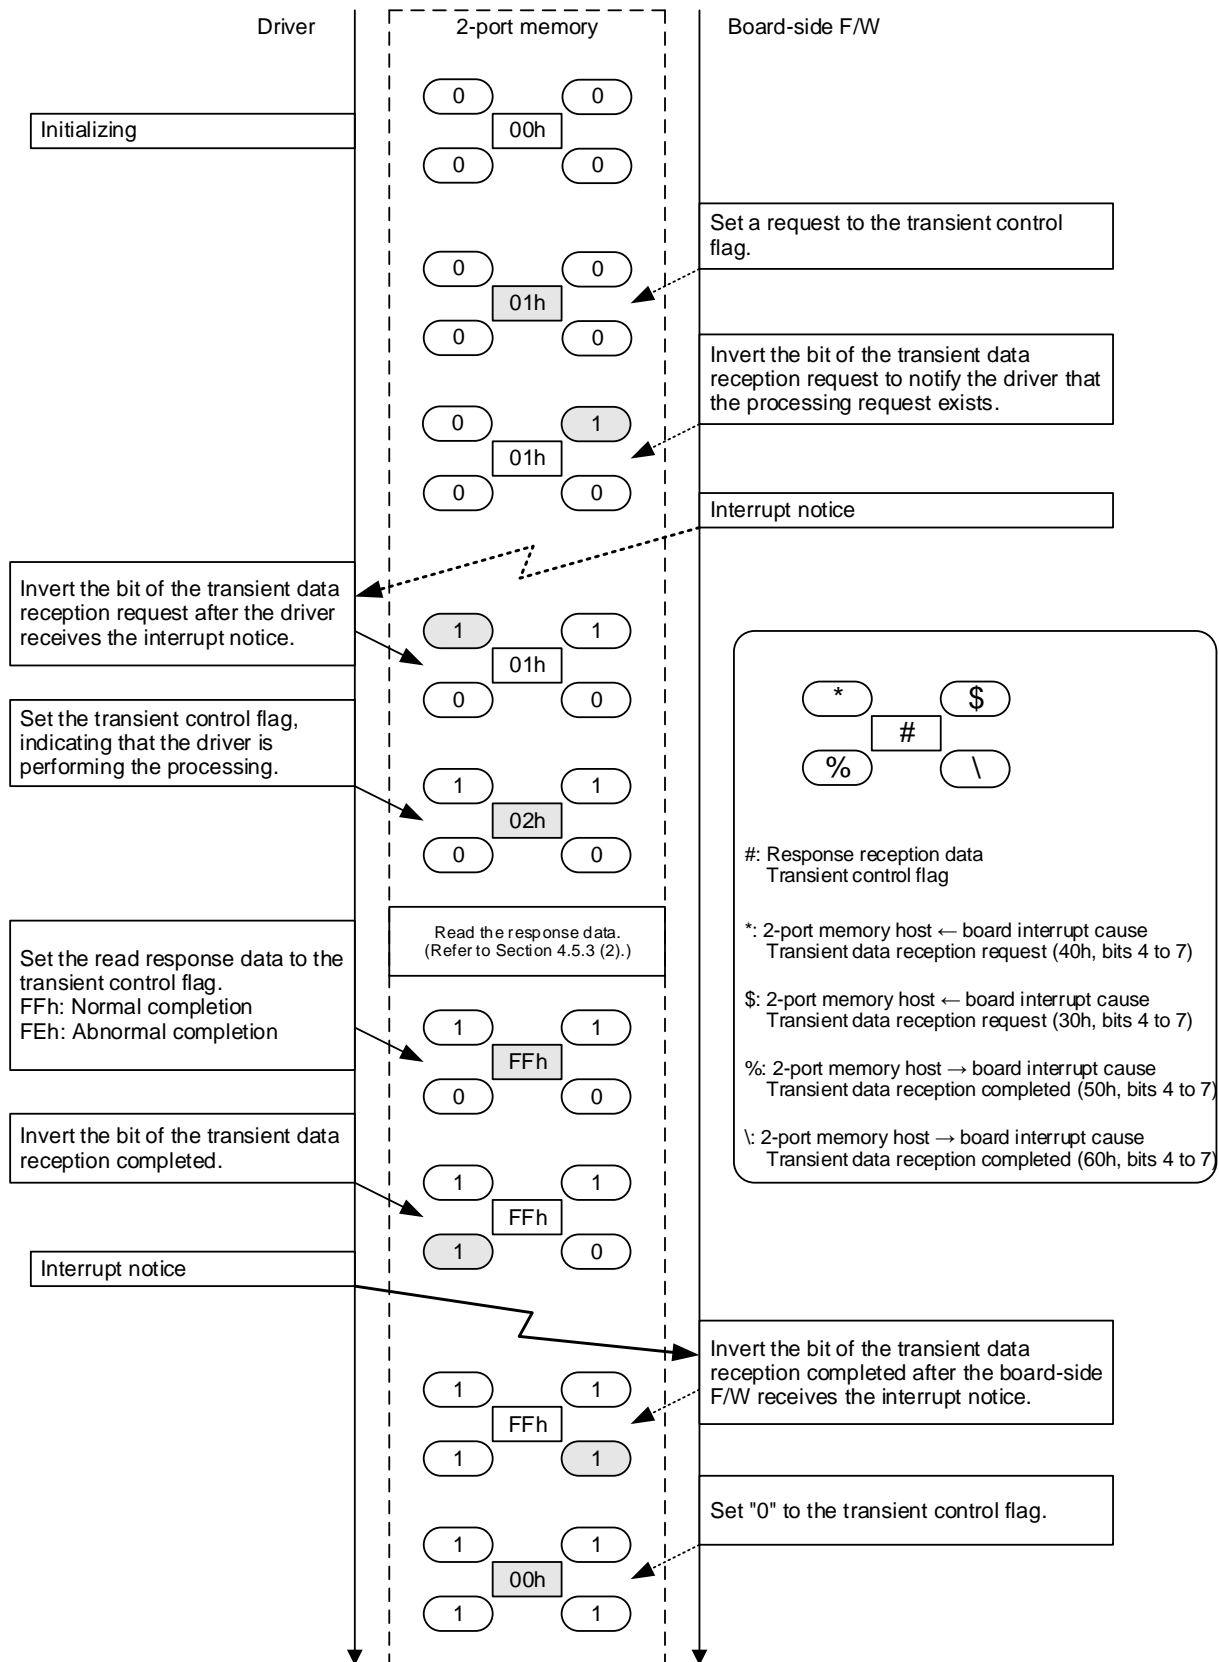 Driver
2-port memory
Board-side F/W
0 0
Initializing
00h
0 0
Set a request to the transient control
flag.
0 0
01h
0 0
Invert the bit of the transient data
reception request to notify the driver that
the processing request exists.
0 1
01h
0 0
Interrupt notice
Invert the bit of the transient data
reception request after the driver
receives the interrupt notice.
1 1
01h
0 0
Set the transient control flag,
indicating that the driver is
performing the processing.
1 1
02h
0 0
Read the response data.
(Refer to Section 4.5.3 (2).)
Set the read response data to the
transient control flag.
FFh: Normal completion
FEh: Abnormal completion
1 1
FFh
0 0
Invert the bit of the transient data
reception completed.
1 1
FFh
1 0
Interrupt notice
Invert the bit of the transient data
reception completed after the board-side
F/W receives the interrupt notice.
1 1
FFh
1 1
Set "0" to the transient control flag.
1 1
00h
1 1
* $
#
% \
#: Response reception data
Transient control flag
*: 2-port memory host ← board interrupt cause
Transient data reception request (40h, bits 4 to 7)
$: 2-port memory host ← board interrupt cause
Transient data reception request (30h, bits 4 to 7)
%: 2-port memory host → board interrupt cause
Transient data reception completed (50h, bits 4 to 7)
\: 2-port memory host → board interrupt cause
Transient data reception completed (60h, bits 4 to 7)